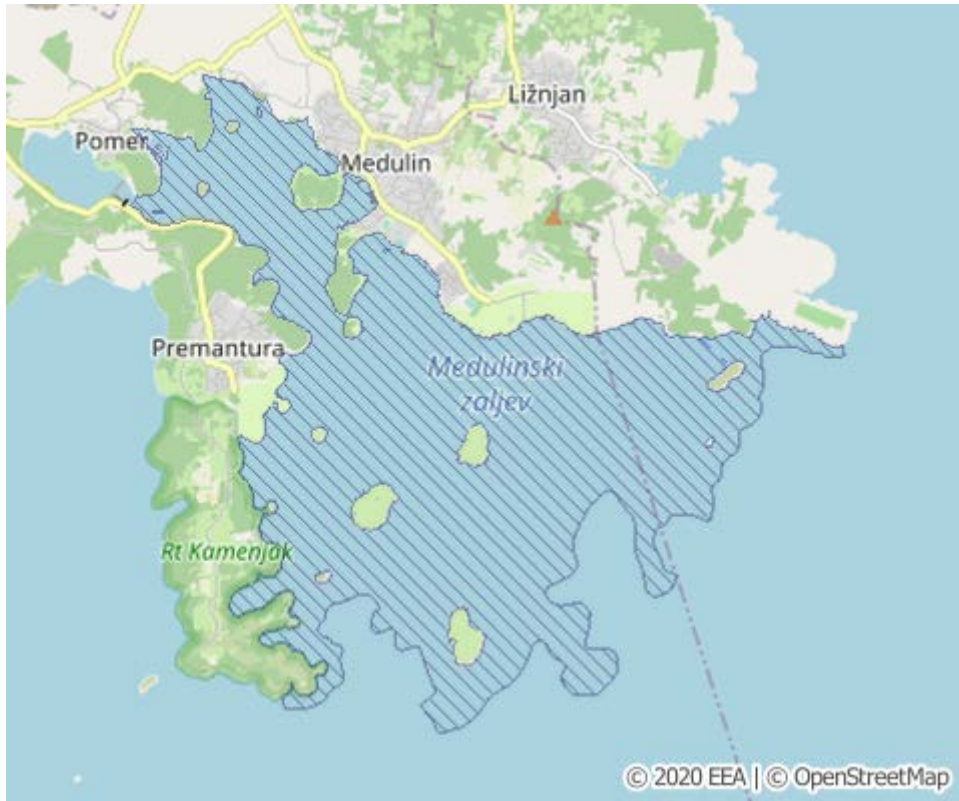 Ližnjan
Pomer
Medulin
Premantura
Medulinski
zaljev
Rt Kamenjak
© 2020 EEA | © OpenStreetMap